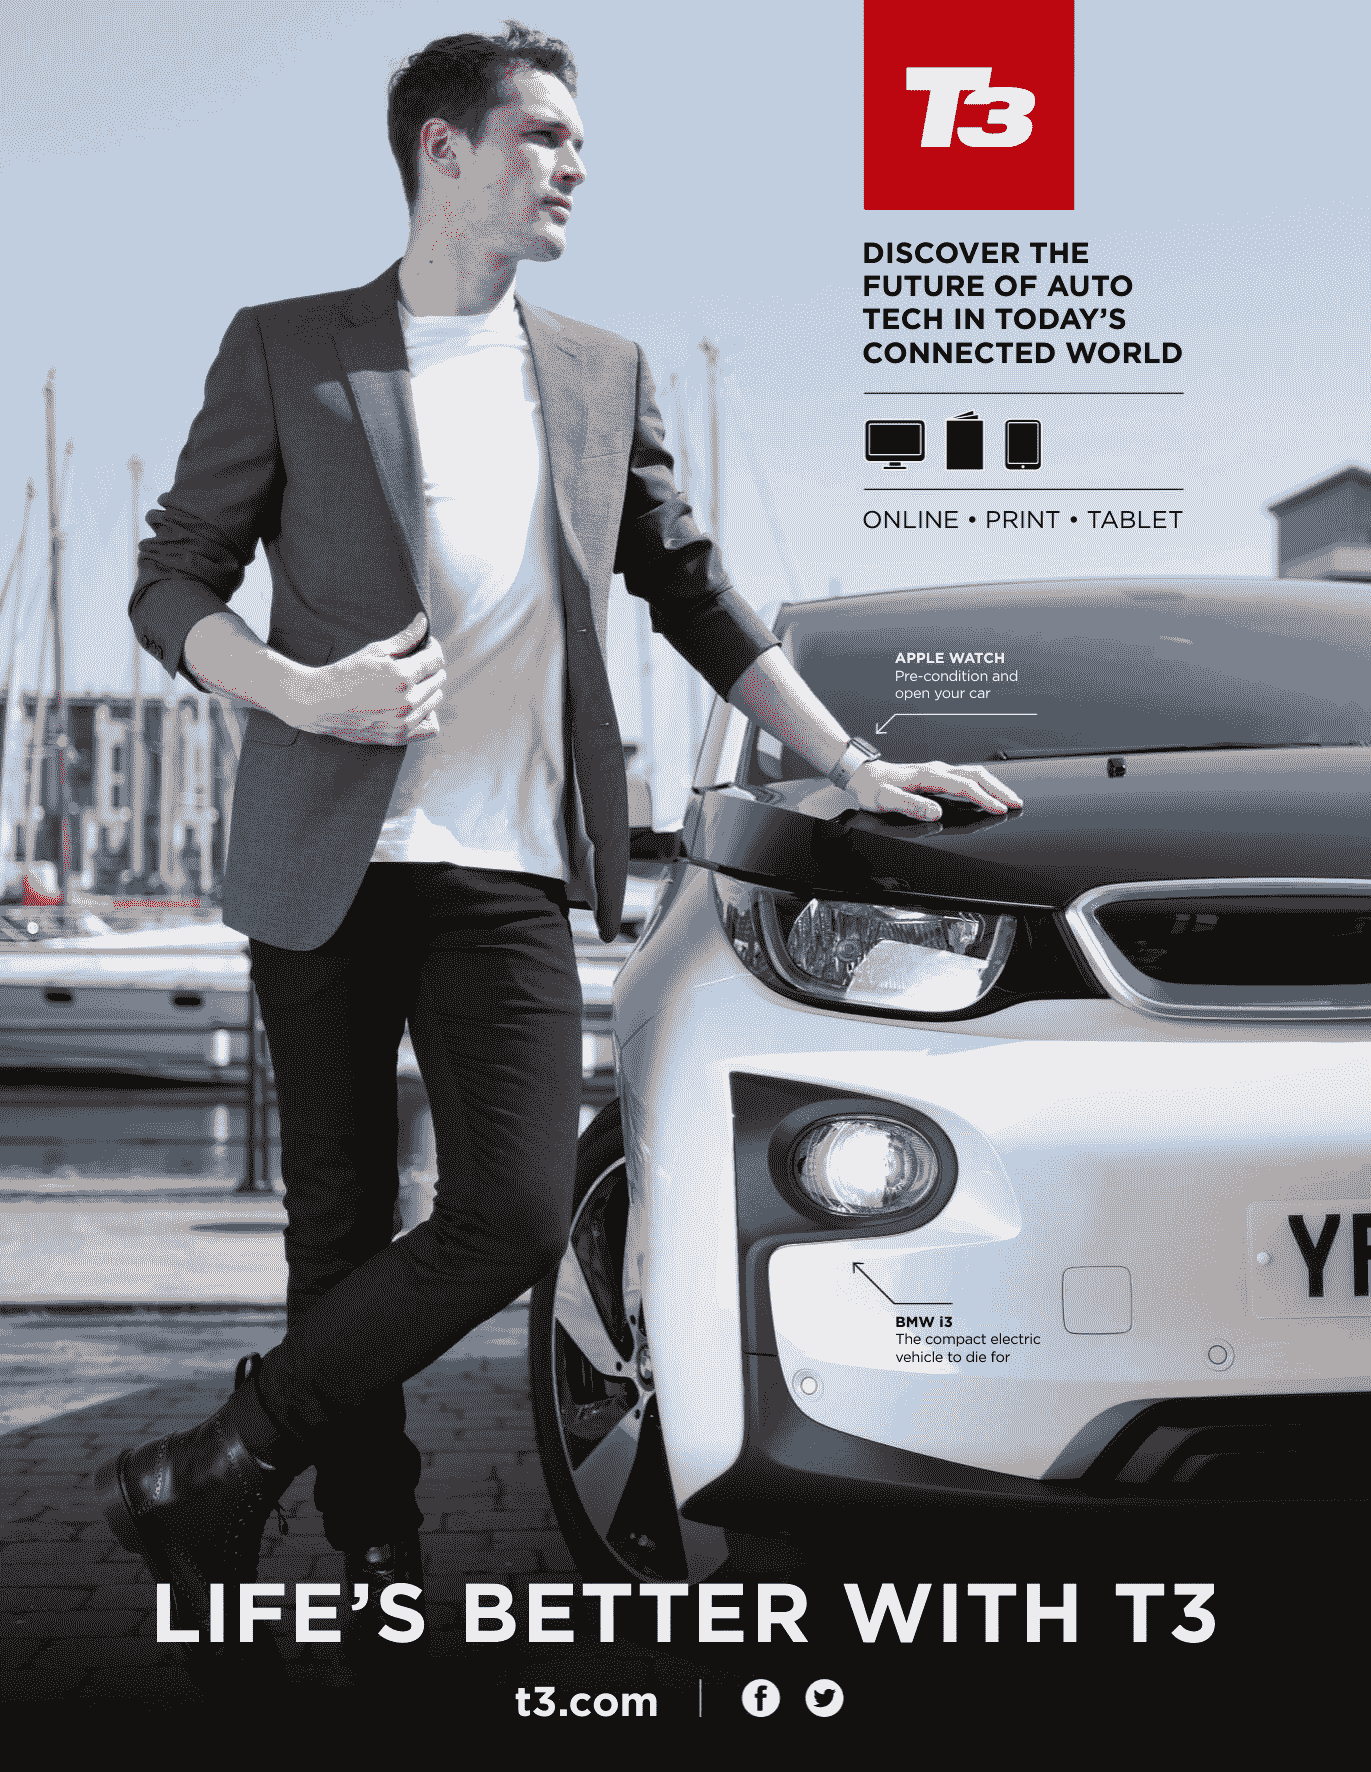 T3
DISCOVER THE
FUTURE OF AUTO
TECH IN TODAY'S
CONNECTED WORLD
ONLINE • PRINT • TABLET
APPLE WATCH
Pre-condition and
open your car
YF
BMW i3
The compact electric
vehicle to die for
LIFE'S BETTER WITH T3
t3.com